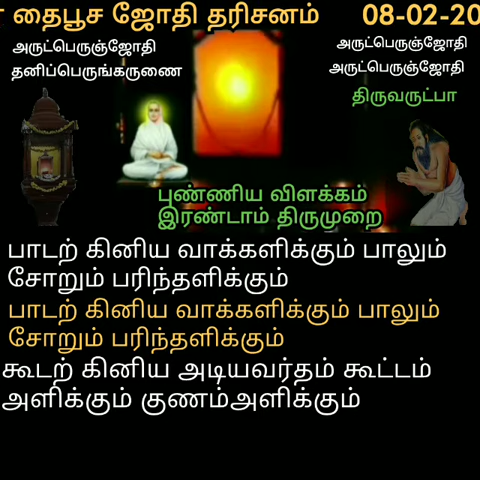 தைபூச ஜோதி தரிசனம் 08-02-20
அருட்பெருஞ்ஜோதி
தனிப்பெருங்கருணை
அருட்பெருஞ்ஜோதி
அருட்பெருஞ்ஜோதி
திருவருட்பா
புண்ணிய விளக்கம்
இரண்டாம் திருமுறை
பாடற் கினிய வாக்களிக்கும் பாலும்
சோறும் பரிந்தளிக்கும்
பாடற் கினிய வாக்களிக்கும் பாலும்
சோறும் பரிந்தளிக்கும்
கூடற் கினிய அடியவர்தம் கூட்டம்
அளிக்கும் குணம்அளிக்கும்